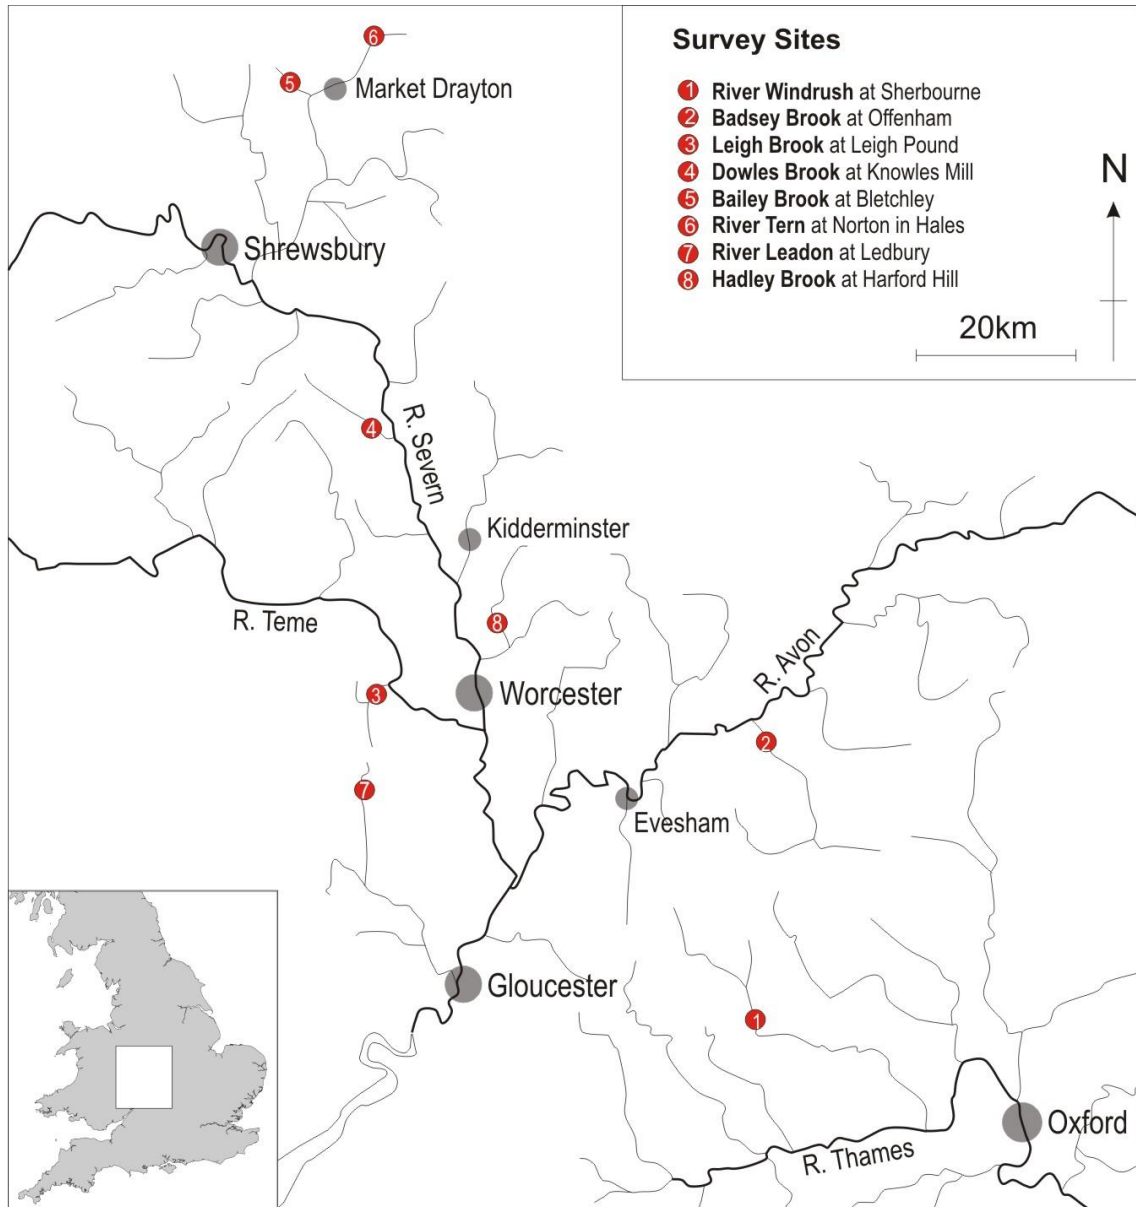 Survey Sites
1 River Windrush at Sherbourne
2 Badsey Brook at Offenham
3 Leigh Brook at Leigh Pound
4 Dowles Brook at Knowles Mill
5 Bailey Brook at Bletchley
6 River Tern at Norton in Hales
7 River Leadon at Ledbury
8 Hadley Brook at Harford Hill
N
20km
6
5
Market Drayton
Shrewsbury
4
R. Severn
Kidderminster
8
R. Teme
3
Worcester
R. Avon
2
7
Evesham
Gloucester
1
Oxford
R. Thames